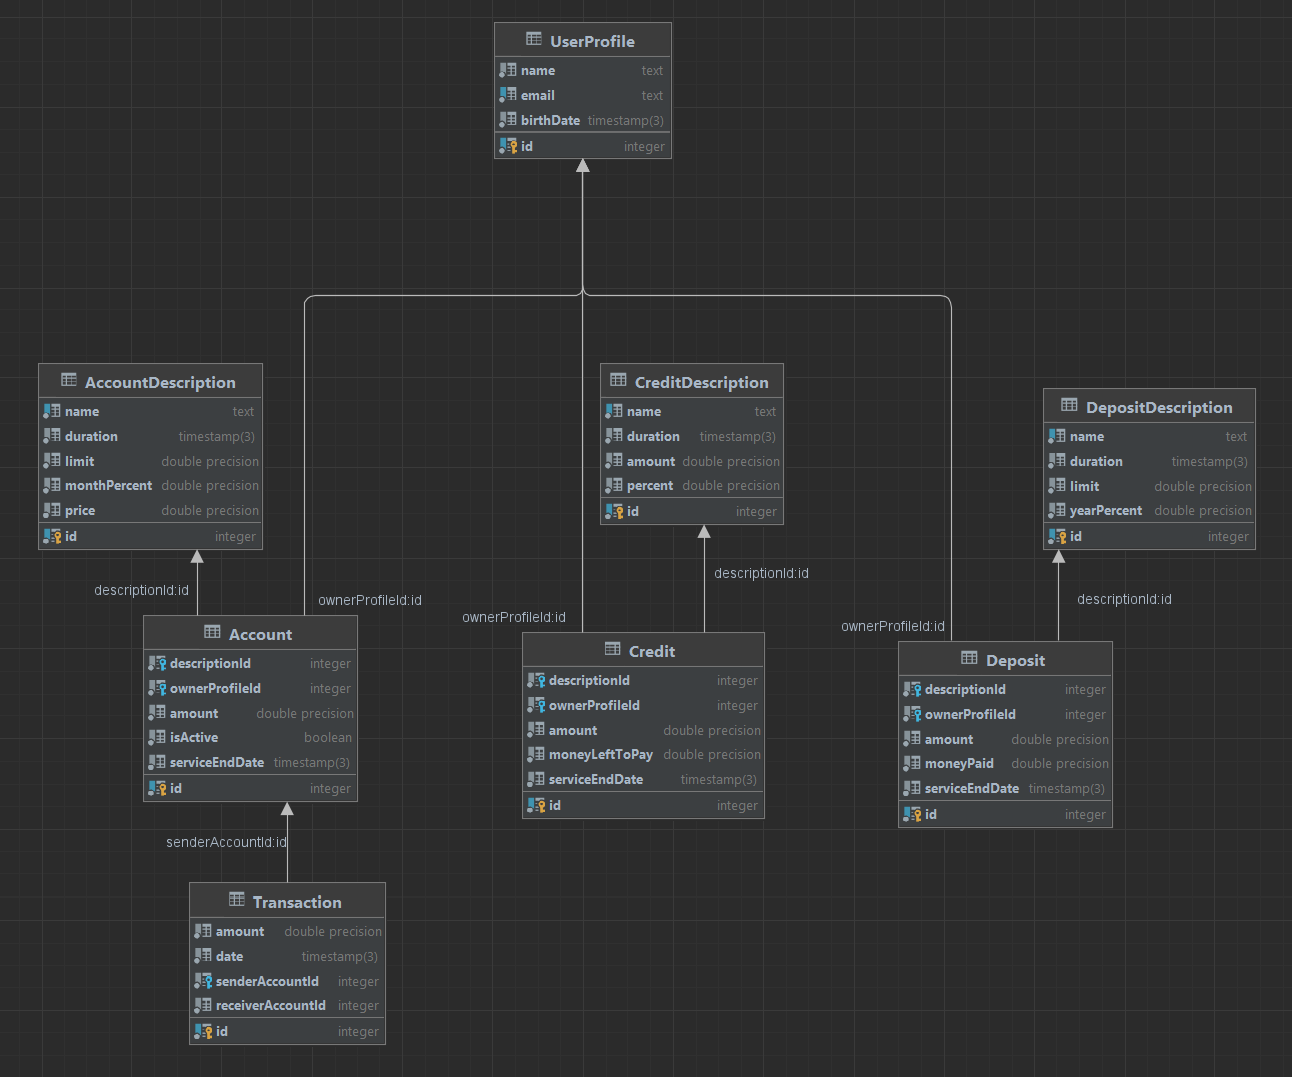 UserProfile
name text
email text
birthDate timestamp(3)
id integer
AccountDescription
name text
duration timestamp(3)
limit double precision
monthPercent double precision
price double precision
id integer
CreditDescription
name text
duration timestamp(3)
amount double precision
percent double precision
id integer
DepositDescription
name text
duration timestamp(3)
limit double precision
yearPercent double precision
id integer
descriptionId:id
ownerProfileId:id
ownerProfileId:id
descriptionId:id
ownerProfileId:id
descriptionId:id
Account
descriptionId integer
ownerProfileId integer
amount double precision
isActive boolean
serviceEndDate timestamp(3)
id integer
Credit
descriptionId integer
ownerProfileId integer
amount double precision
moneyLeftToPay double precision
serviceEndDate timestamp(3)
id integer
Deposit
descriptionId integer
ownerProfileId integer
amount double precision
moneyPaid double precision
serviceEndDate timestamp(3)
id integer
senderAccountId:id
Transaction
amount double precision
date timestamp(3)
senderAccountId integer
receiverAccountId integer
id integer